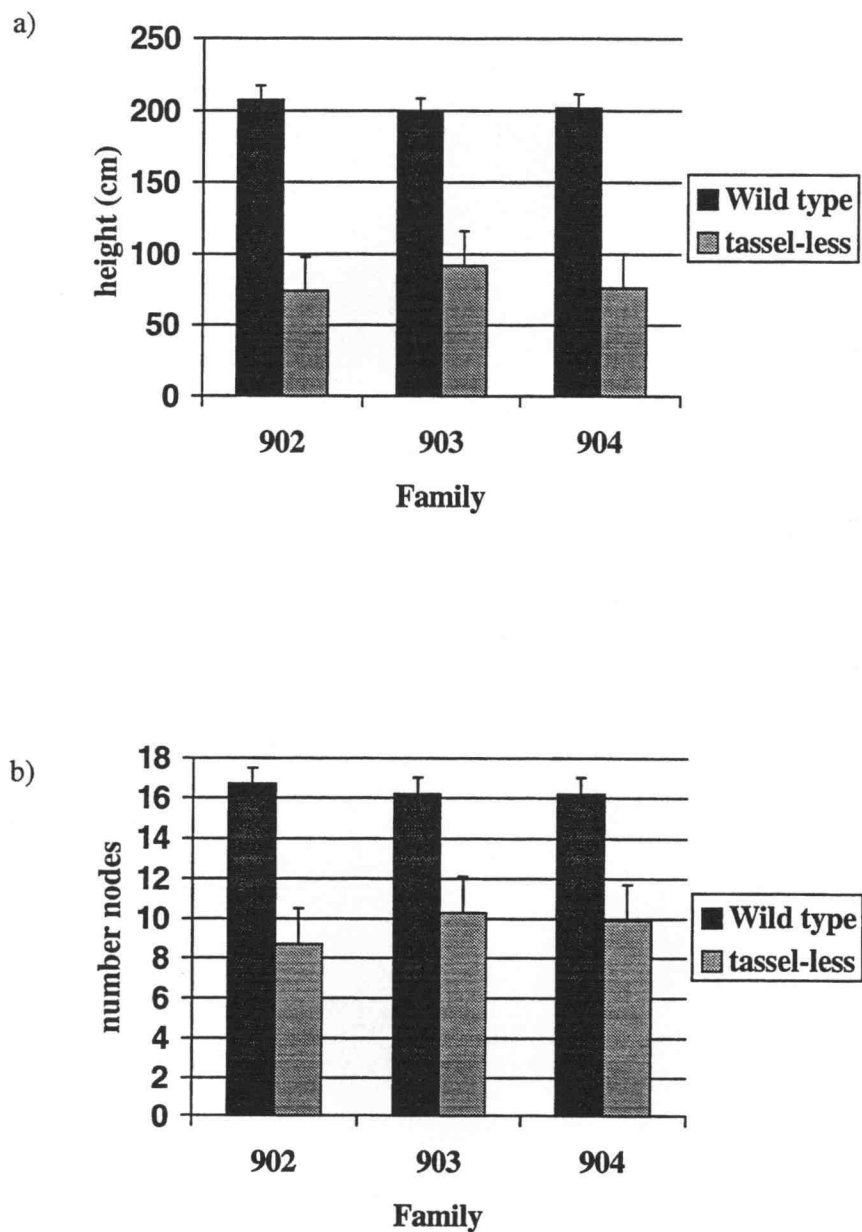 a)
250
200
150
100
50
0
height (cm)
902 903 904
Family
Wild type
tassel-less
b)
18
16
14
12
10
8
6
4
2
0
number nodes
902 903 904
Family
Wild type
tassel-less